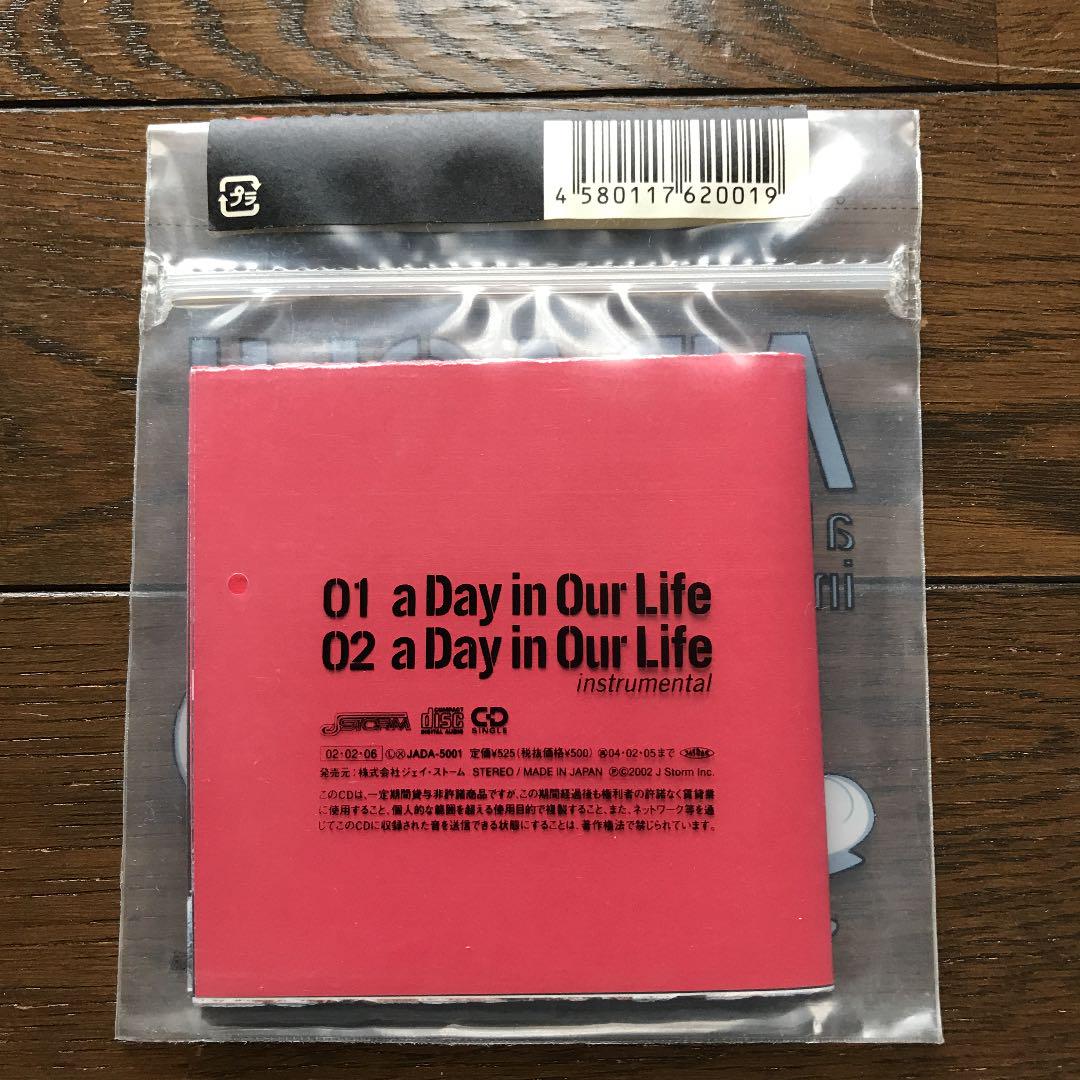 プラ
4 580117 620019
01 a Day in Our Life
02 a Day in Our Life
instrumental
J STORM
COMPACT disc DIGITAL AUDIO
CD SINGLE
02・02・06 Ⓛ JADA-5001 定価¥525(税抜価格¥500) 04・02・05まで
発売元:株式会社ジェイ・ストーム STEREO / MADE IN JAPAN ℗©2002 J Storm Inc.
このCDは、一定期間貸与非許諾商品ですが、この期間経過後も権利者の許諾なく賃貸業
に使用すること、個人的な範囲を超える使用目的で複製すること、また、ネットワーク等を通
じてこのCDに収録された音を送信できる状態にすることは、著作権法で禁じられています。
a
in